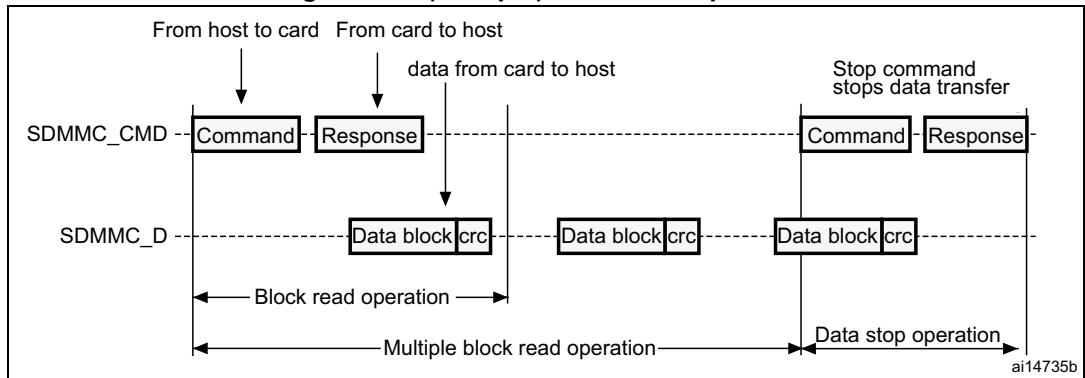 From host to card From card to host
data from card to host
Stop command
stops data transfer
SDMMC_CMD Command Response Command Response
SDMMC_D Data block crc Data block crc Data block crc
Block read operation
Multiple block read operation Data stop operation
ai14735b